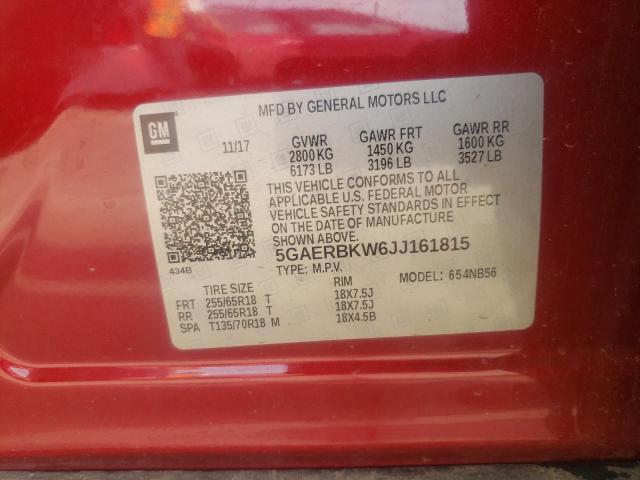 MFD BY GENERAL MOTORS LLC
GM
11/17 GVWR GAWR FRT GAWR RR
2800 KG 1450 KG 1600 KG
6173 LB 3196 LB 3527 LB
THIS VEHICLE CONFORMS TO ALL
APPLICABLE U.S. FEDERAL MOTOR
VEHICLE SAFETY STANDARDS IN EFFECT
ON THE DATE OF MANUFACTURE
SHOWN ABOVE.
434B
5GAERBKW6JJ161815
TYPE: M.P.V. MODEL: 654NB56
TIRE SIZE RIM
FRT 255/65R18 T 18X7.5J
RR 255/65R18 T 18X7.5J
SPA T135/70R18 M 18X4.5B